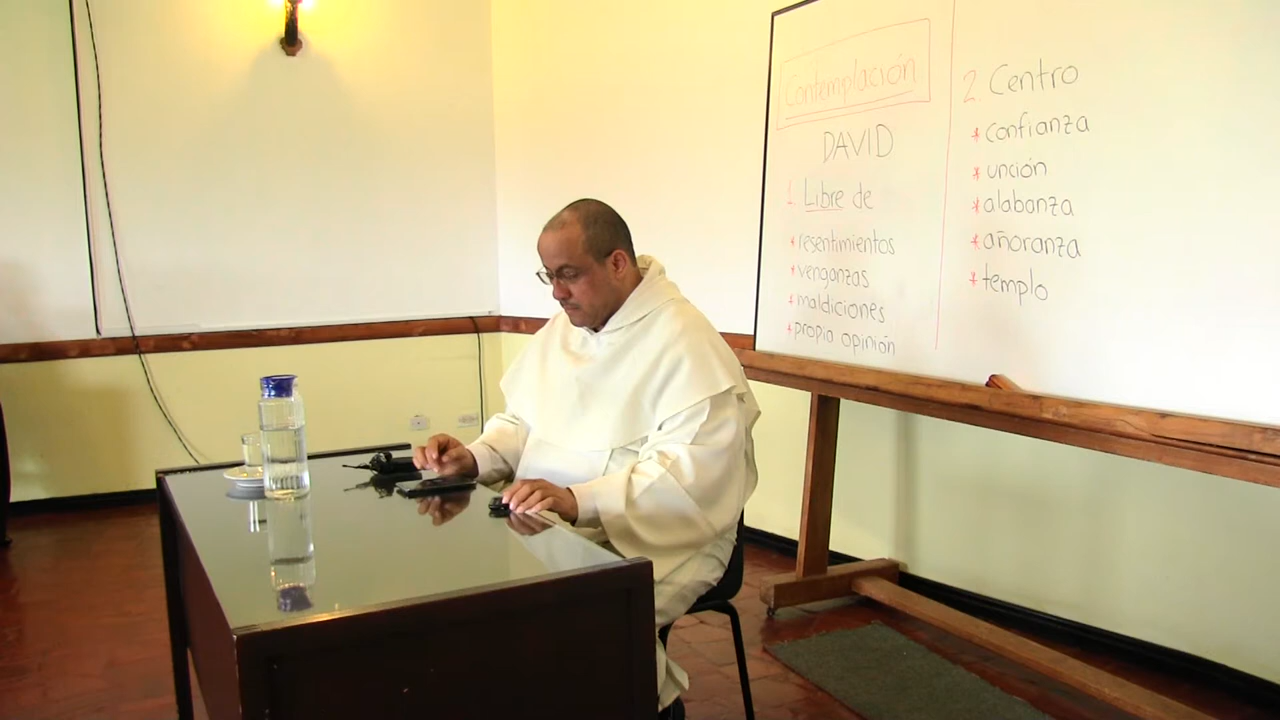 Contemplación
DAVID
1. Libre de
* resentimientos
* venganzas
* maldiciones
* propia opinión
2. Centro
* confianza
* unción
* alabanza
* añoranza
* templo